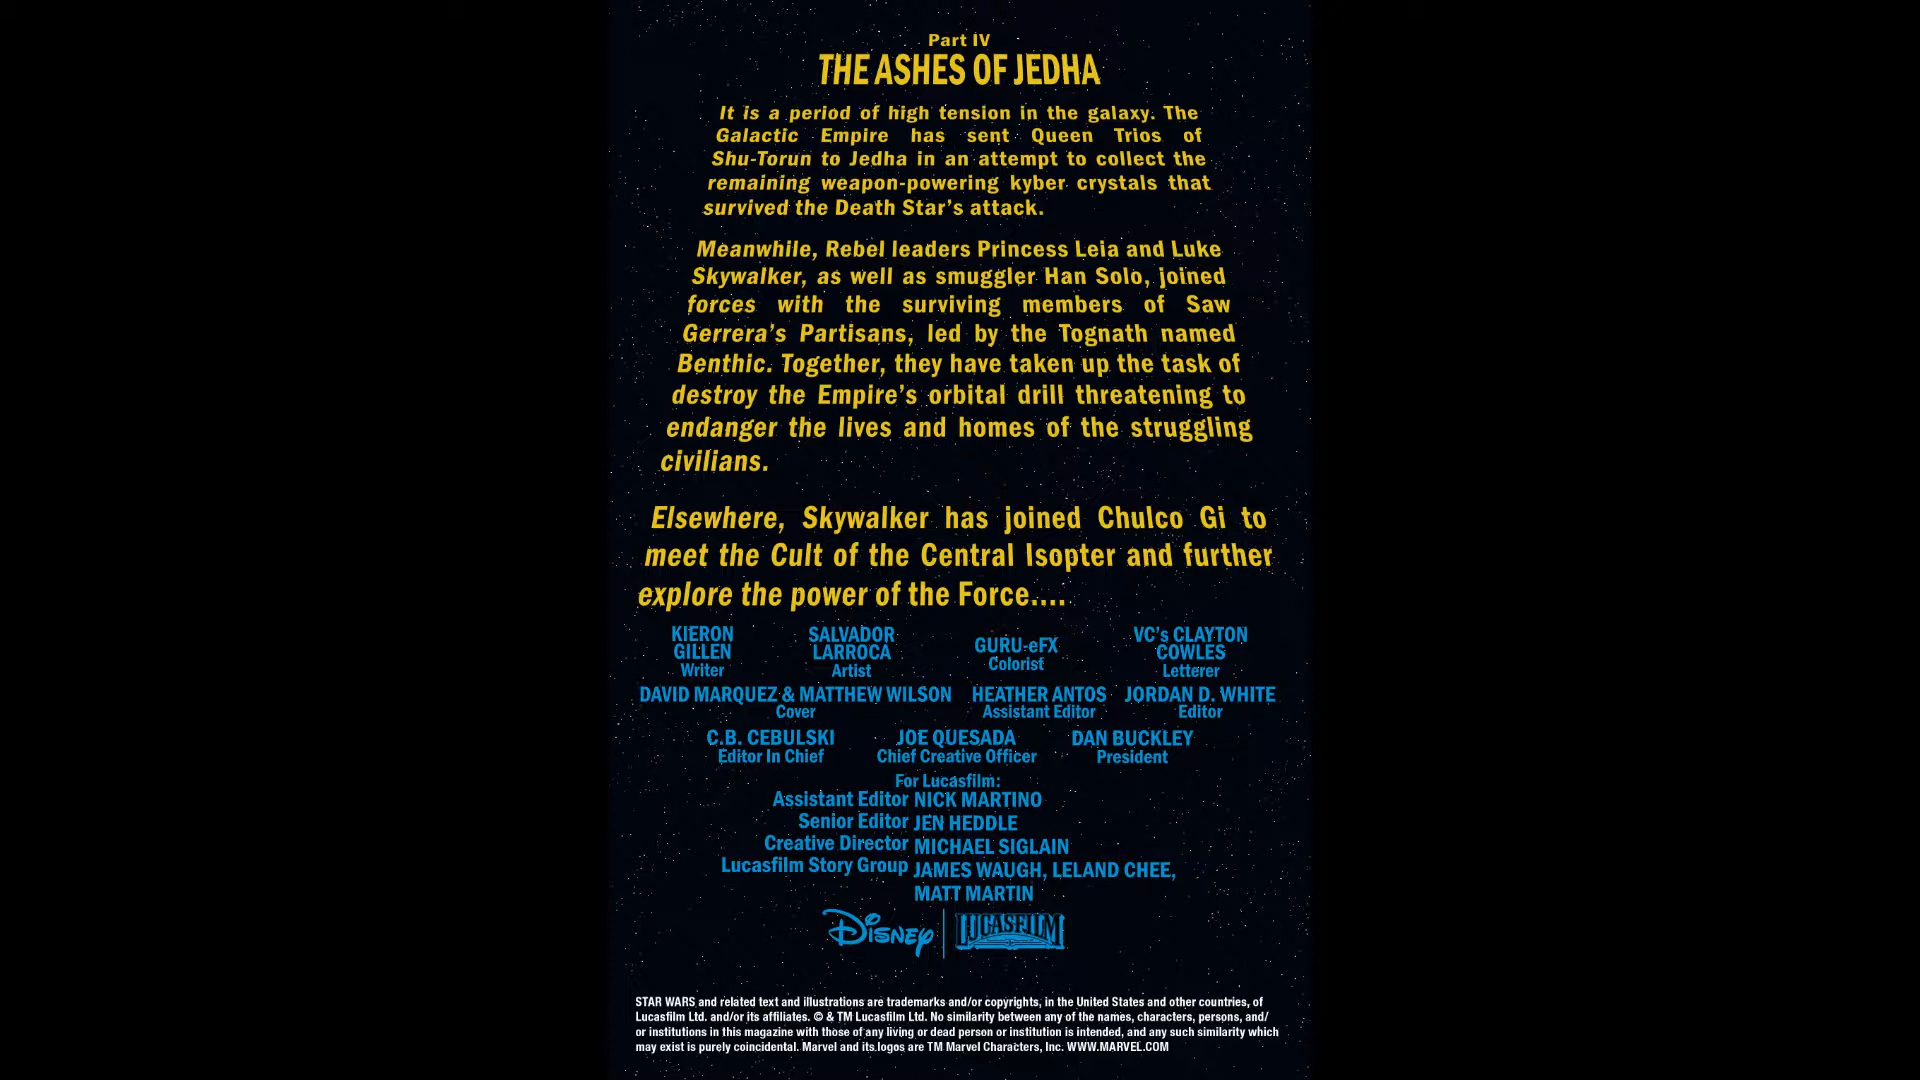 Part IV
THE ASHES OF JEDHA
It is a period of high tension in the galaxy. The
Galactic Empire has sent Queen Trios of
Shu-Torun to Jedha in an attempt to collect the
remaining weapon-powering kyber crystals that
survived the Death Star's attack.
Meanwhile, Rebel leaders Princess Leia and Luke
Skywalker, as well as smuggler Han Solo, joined
forces with the surviving members of Saw
Gerrera's Partisans, led by the Tognath named
Benthic. Together, they have taken up the task of
destroy the Empire's orbital drill threatening to
endanger the lives and homes of the struggling
civilians.
Elsewhere, Skywalker has joined Chulco Gi to
meet the Cult of the Central Isopter and further
explore the power of the Force....
KIERON GILLEN Writer
SALVADOR LARROCA Artist
GURU-eFX Colorist
VC's CLAYTON COWLES Letterer
DAVID MARQUEZ & MATTHEW WILSON Cover
HEATHER ANTOS Assistant Editor
JORDAN D. WHITE Editor
C.B. CEBULSKI Editor In Chief
JOE QUESADA Chief Creative Officer
DAN BUCKLEY President
For Lucasfilm:
Assistant Editor NICK MARTINO
Senior Editor JEN HEDDLE
Creative Director MICHAEL SIGLAIN
Lucasfilm Story Group JAMES WAUGH, LELAND CHEE,
MATT MARTIN
Disney LUCASFILM
STAR WARS and related text and illustrations are trademarks and/or copyrights, in the United States and other countries, of
Lucasfilm Ltd. and/or its affiliates. © & TM Lucasfilm Ltd. No similarity between any of the names, characters, persons, and/
or institutions in this magazine with those of any living or dead person or institution is intended, and any such similarity which
may exist is purely coincidental. Marvel and its logos are TM Marvel Characters, Inc. WWW.MARVEL.COM